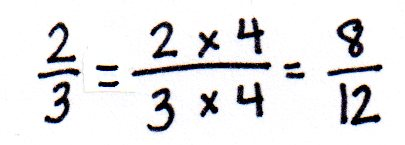 2/3 = (2 x 4)/(3 x 4) = 8/12